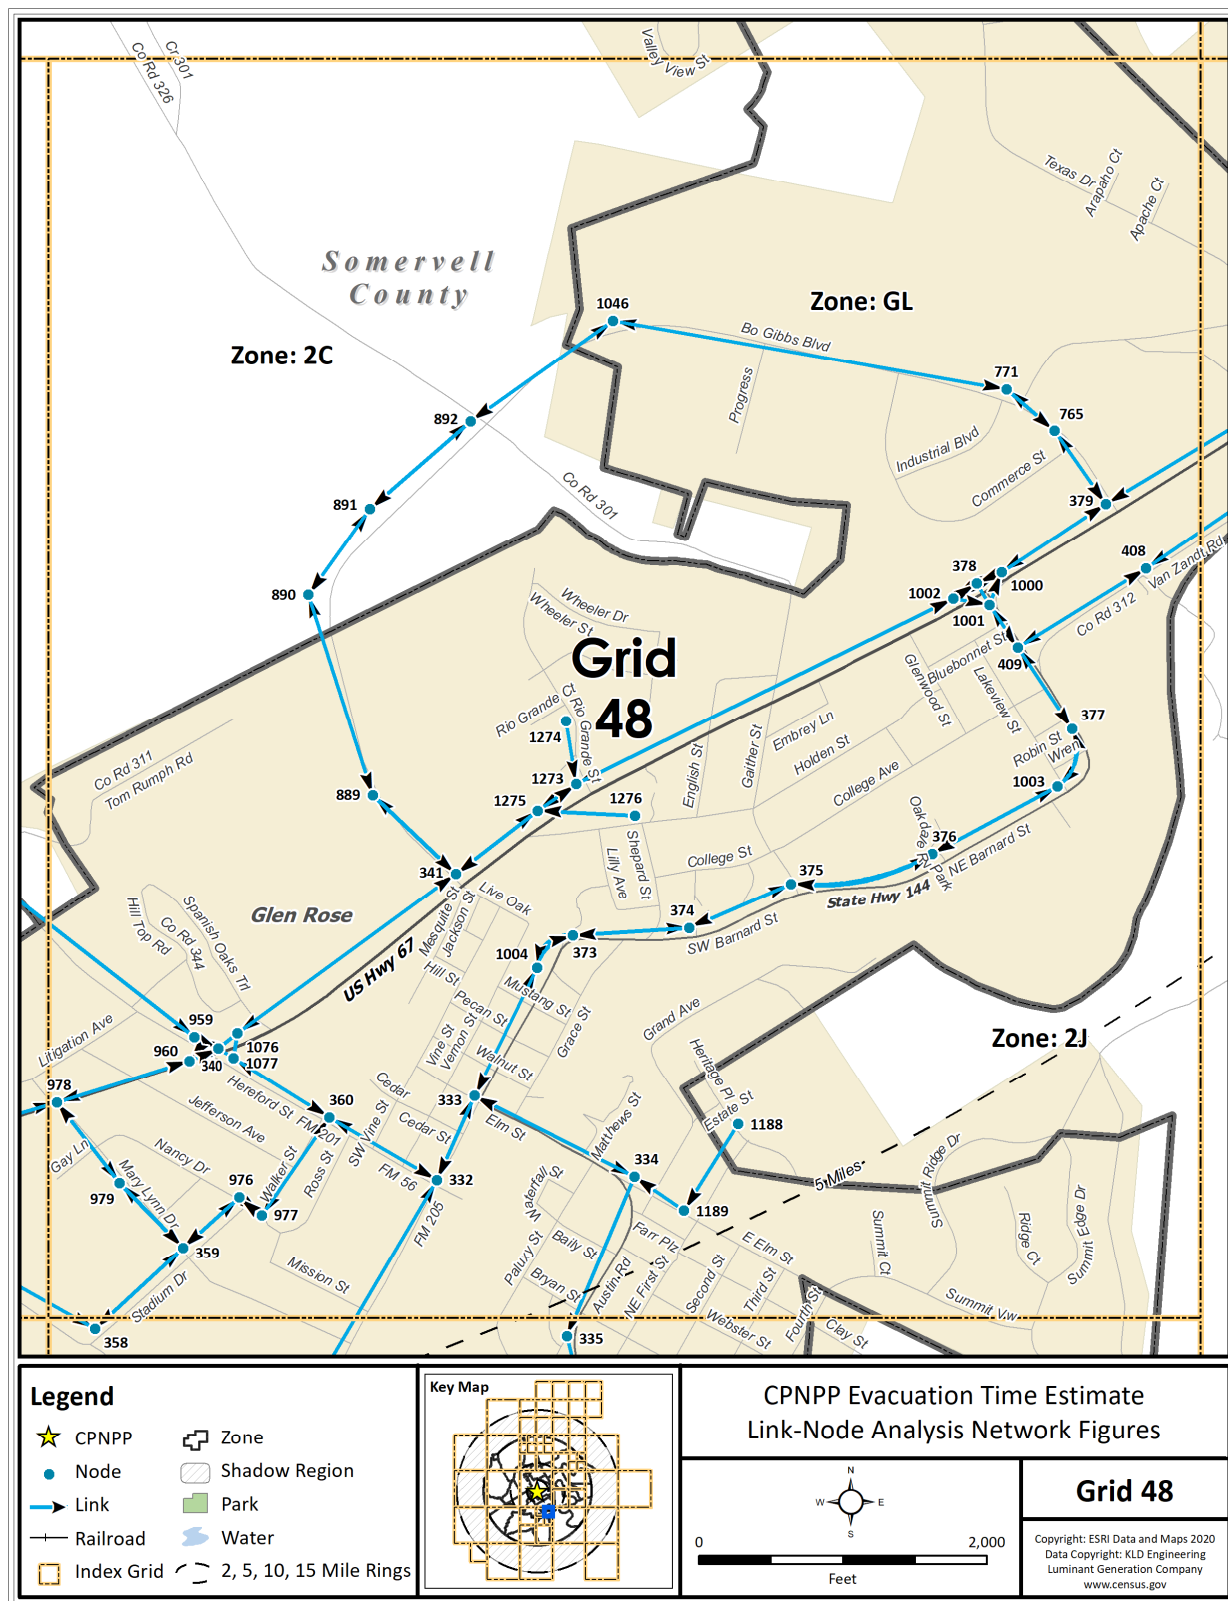 Cr 301
Co Rd 326
Valley View St
Texas Dr
Arapaho Ct
Apache Ct
Somervell
County
Zone: GL
Zone: 2C
1046
Bo Gibbs Blvd
771
Progress
765
892
Industrial Blvd
Commerce St
Co Rd 301
891
379
408
Van Zandt Rd
378
1000
890
1002
1001
Co Rd 312
Wheeler Dr
Wheeler St
Grid
48
Bluebonnet St
409
Glenwood St
Lakeview St
Rio Grande Ct
Rio Grande St
1274
377
Embrey Ln
Holden St
Robin St
Wren
Co Rd 311
Tom Rumph Rd
English St
Gaither St
College Ave
1273
1003
889
1275
1276
Oakdale Rv Park
376
NE Barnard St
Shepard St
Lilly Ave
College St
375
341
State Hwy 144
Live Oak
Mesquite St
Jackson St
374
SW Barnard St
Glen Rose
Hill Top Rd
Co Rd 344
Spanish Oaks Trl
US Hwy 67
1004
373
Hill St
Mustang St
Pecan St
Grace St
Grand Ave
Vine St
Vernon St
Walnut St
Zone: 2J
Litigation Ave
959
960
340
1076
1077
Heritage Pl
Estate St
978
Hereford St
FM 201
360
Cedar
Cedar St
333
Elm St
Matthews St
1188
Jefferson Ave
SW Vine St
Gay Ln
Nancy Dr
Mary Lynn Dr
Walker St
Ross St
FM 56
332
334
5 Miles
Summit Ridge Dr
979
976
977
FM 205
Waterfall St
1189
359
Paluxy St
Baily St
Farr Plz
E Elm St
Summit Ct
Ridge Ct
Summit Edge Dr
Stadium Dr
Mission St
Bryan St
Austin Rd
NE First St
Second St
Third St
Fourth St
Summit Vw
358
335
Webster St
Clay St
Legend
CPNPP
Node
Link
Railroad
Index Grid
Zone
Shadow Region
Park
Water
2, 5, 10, 15 Mile Rings
Key Map
CPNPP Evacuation Time Estimate
Link-Node Analysis Network Figures
N
W
E
S
0
2,000
Feet
Grid 48
Copyright: ESRI Data and Maps 2020
Data Copyright: KLD Engineering
Luminant Generation Company
www.census.gov